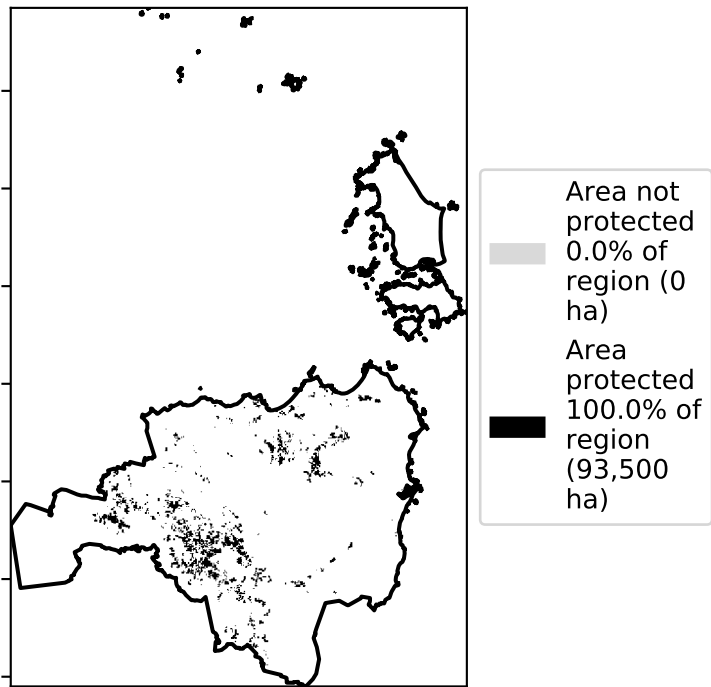 Area not
protected
0.0% of
region (0
ha)
Area
protected
100.0% of
region
(93,500
ha)